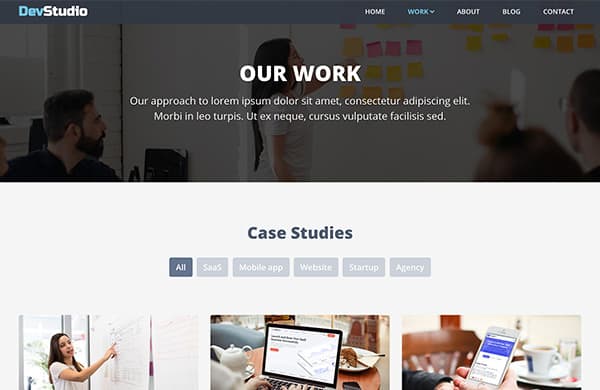 DevStudio
HOME WORK ABOUT BLOG CONTACT
OUR WORK
Our approach to lorem ipsum dolor sit amet, consectetur adipiscing elit.
Morbi in leo turpis. Ut ex neque, cursus vulputate facilisis sed.
Case Studies
All SaaS Mobile app Website Startup Agency